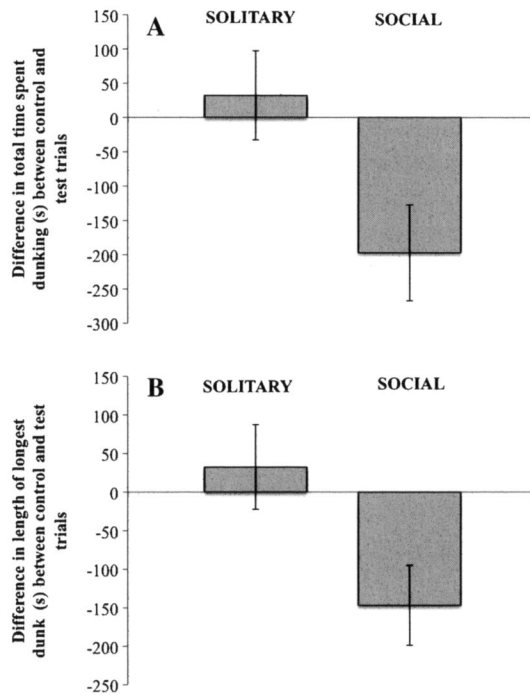 A
SOLITARY SOCIAL
Difference in total time spent
dunking (s) between control and
test trials
150
100
50
0
-50
-100
-150
-200
-250
-300
B
SOLITARY SOCIAL
Difference in length of longest
dunk (s) between control and test
trials
150
100
50
0
-50
-100
-150
-200
-250